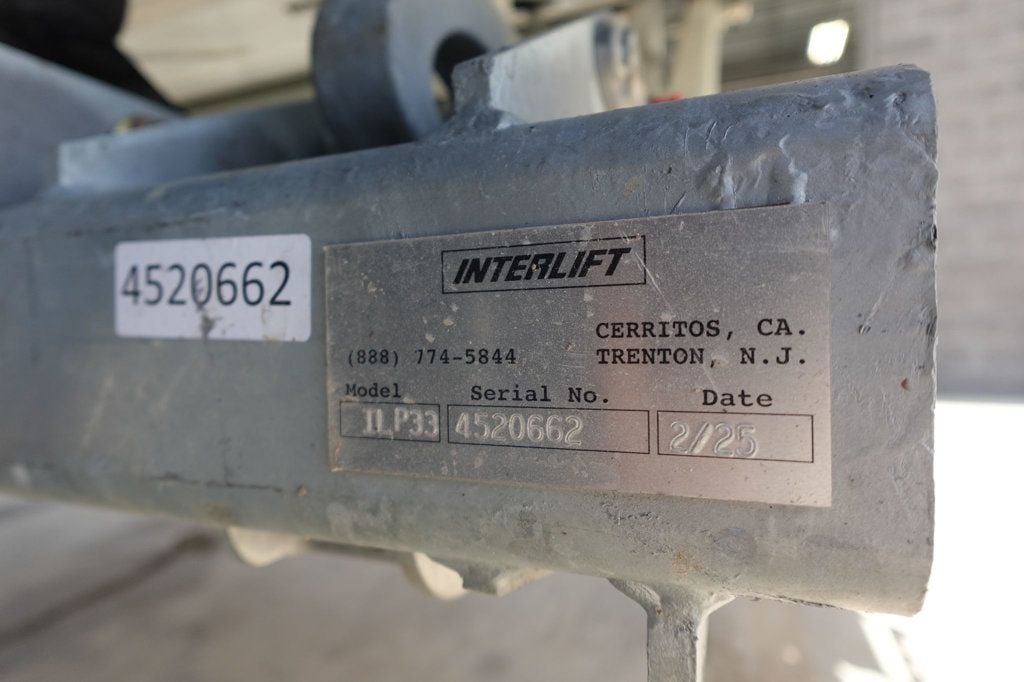 4520662
INTERLIFT
CERRITOS, CA.
(888) 774-5844 TRENTON, N.J.
Model Serial No. Date
ILP33 4520662 2/25